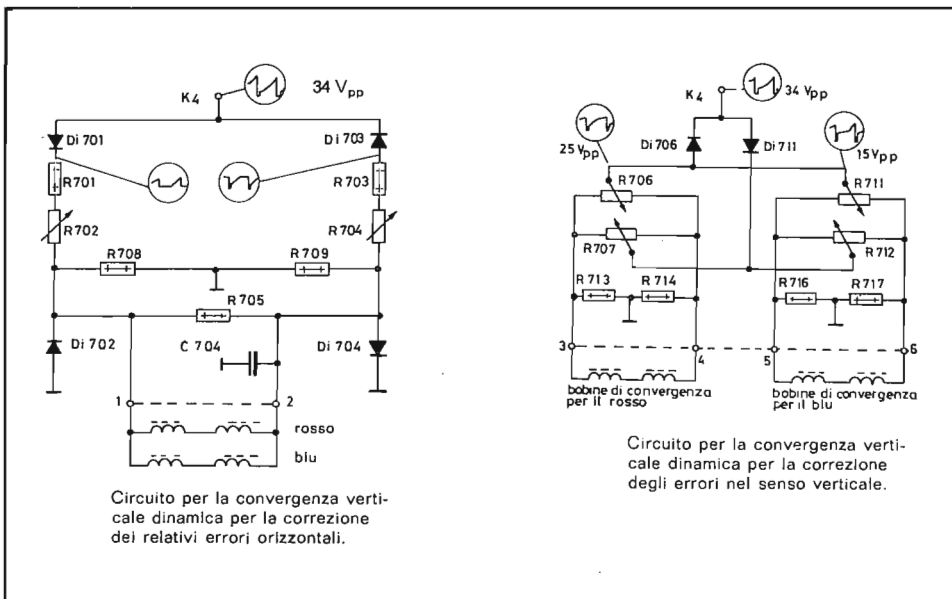 K4
34 Vpp
Di 701
Di 703
R701
R703
R702
R704
R708
R709
R705
Di 702
C 704
Di 704
1
2
rosso
blu
Circuito per la convergenza verti-
cale dinamica per la correzione
dei relativi errori orizzontali.
K4
34 Vpp
25 Vpp
Di 706
Di 711
15 Vpp
R706
R711
R707
R712
R 713
R 714
R 716
R 717
3
4
5
6
bobine di convergenza
per il rosso
bobine di convergenza
per il blu
Circuito per la convergenza verti-
cale dinamica per la correzione
degli errori nel senso verticale.